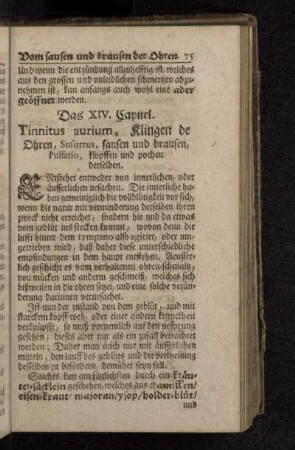 Vom sausen und brausen der Ohren. 75
Und wenn die entzündung allzuhefftig ist, welches
aus den grossen und unleidlichen schmertzen abzu-
nehmen ist, kan anfangs auch wohl eine ader
geöffnet werden.
Das XIV. Capitel.
Tinnitus aurium, Klingen de
Ohren, Susurrus, sausen und brausen,
Pulsatio, klopffen und pochen
derselben.
Entstehet entweder von innerlichen, oder
äusserlichen ursachen. Die innerliche ha-
ben gemeiniglich die vollblütigkeit vor sich,
wenn die natur mit verminderung derselben ihren
zweck nicht erreichet, sondern hie und da etwas
vom geblüt ins stecken kommt, wovon denn die
lufft hinter dem tympano also agitirt, oder um-
getrieben wird, daß daher diese unterschiedliche
empfindungen in dem haupt entstehen. Aeusser-
lich geschicht es vom verhaltenen ohren-schmaltz,
von mücken und andern geschmeiß, welches sich
bißweilen in die ohren setzet, und eine solche verän-
derung darinnen verursachet.
Ist nun der zustand von dem geblüt, und mit
starckem kopff-weh, oder einer andern kranckheit
verknüpfft, so muß vornemlich auf den ursprung
gesehen, dieses aber nur als ein zufall betrachtet
werden; Daher man auch nur mit äusserlichen
mitteln, den lauff des geblüts und die vertheilung
desselben zu befördern, bemühet seyn soll.
Solches kan am füglichsten durch ein kräu-
ter-säcklein geschehen, welches aus chamillen/
eisen-kraut/ majoran/ ysop/ holder-blüt/
und